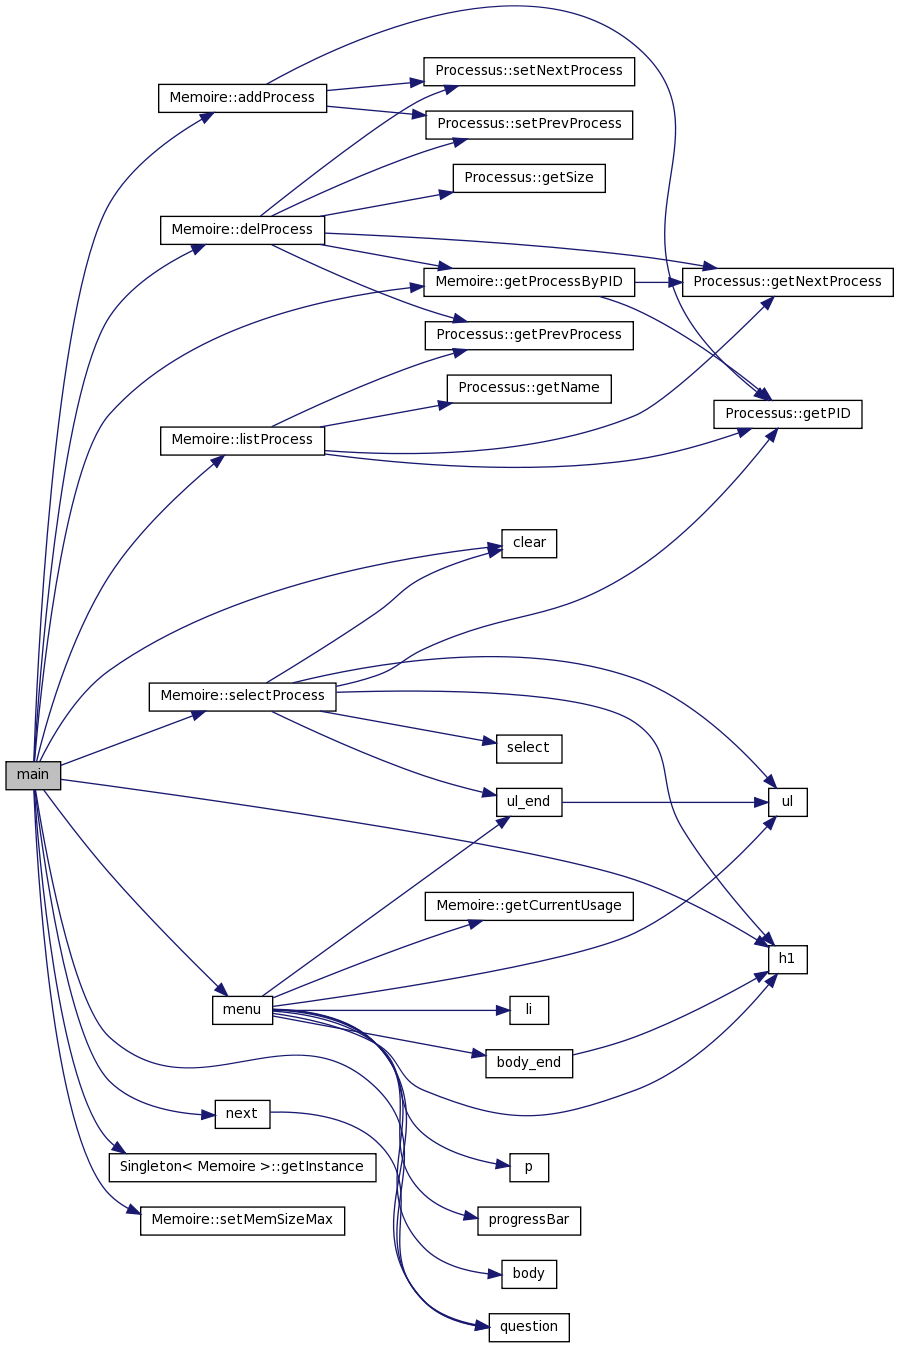 Processus::setNextProcess
Memoire::addProcess
Processus::setPrevProcess
Processus::getSize
Memoire::delProcess
Memoire::getProcessByPID
Processus::getNextProcess
Processus::getPrevProcess
Processus::getName
Processus::getPID
Memoire::listProcess
clear
Memoire::selectProcess
select
main
ul_end
ul
Memoire::getCurrentUsage
h1
menu
li
body_end
next
Singleton< Memoire >::getInstance
p
Memoire::setMemSizeMax
progressBar
body
question